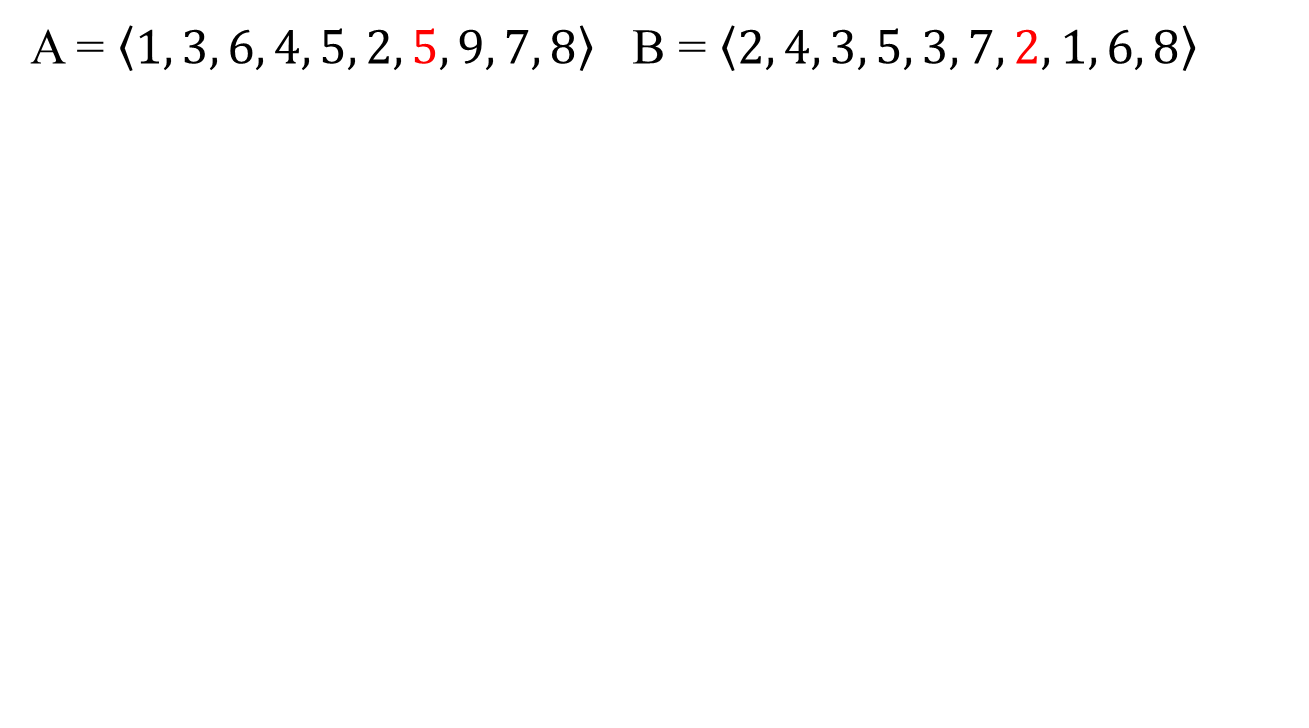 A = ⟨1, 3, 6, 4, 5, 2, 5, 9, 7, 8⟩ B = ⟨2, 4, 3, 5, 3, 7, 2, 1, 6, 8⟩